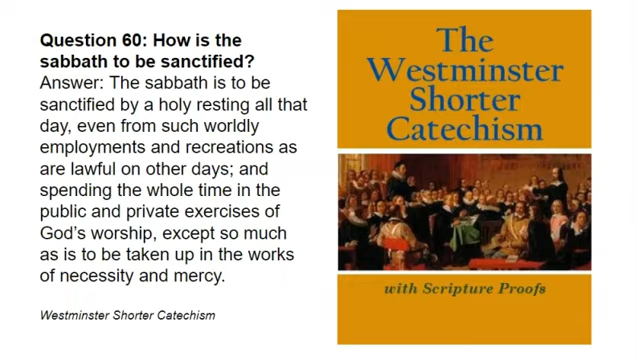 Question 60: How is the
sabbath to be sanctified?
Answer: The sabbath is to be
sanctified by a holy resting all that
day, even from such worldly
employments and recreations as
are lawful on other days; and
spending the whole time in the
public and private exercises of
God's worship, except so much
as is to be taken up in the works
of necessity and mercy.
Westminster Shorter Catechism
The
Westminster
Shorter
Catechism
with Scripture Proofs